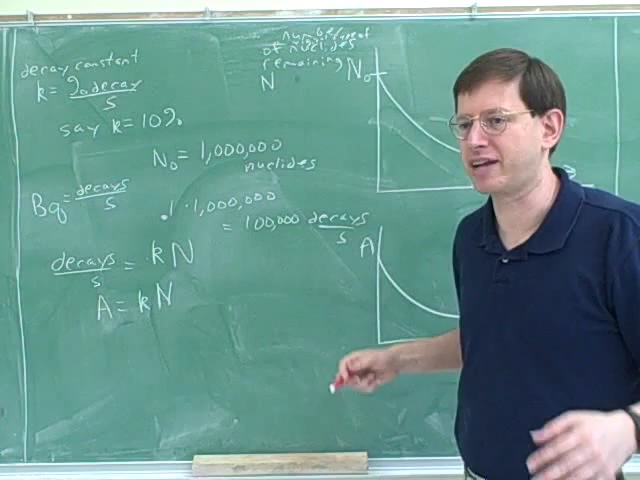 decay constant
k = % decay / s
say k = 10%
N₀ = 1,000,000
nuclides
Bq = decays / s
.1 · 1,000,000
= 100,000 decays / s
decays / s = kN
A = kN
number
of nuclides
remaining
N
N₀
A